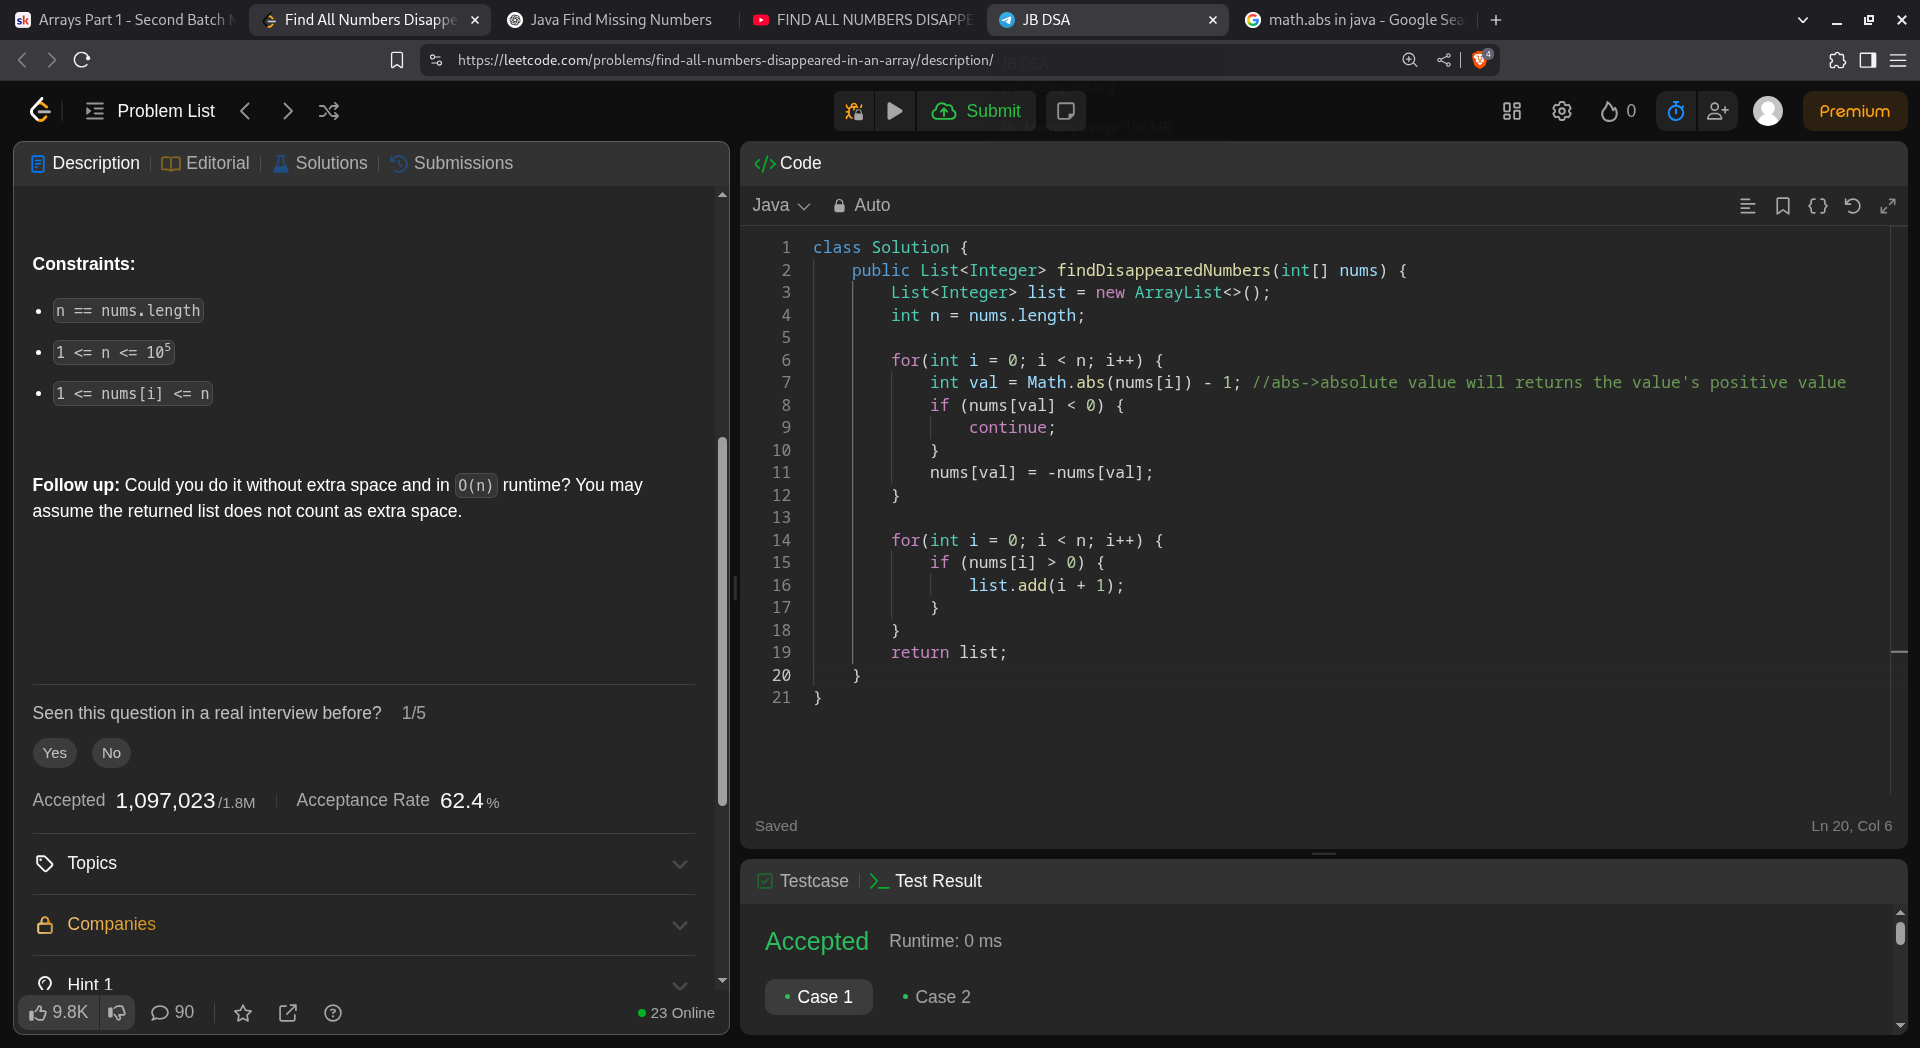 Arrays Part 1 - Second Batch
Find All Numbers Disappe
Java Find Missing Numbers
FIND ALL NUMBERS DISAPPE
JB DSA
math.abs in java - Google Sea
https://leetcode.com/problems/find-all-numbers-disappeared-in-an-array/description/
4
Problem List
Submit
0
Premium
Description
Editorial
Solutions
Submissions
Constraints:
• n == nums.length
• 1 <= n <= 10⁵
• 1 <= nums[i] <= n
Follow up: Could you do it without extra space and in O(n) runtime? You may
assume the returned list does not count as extra space.
Seen this question in a real interview before? 1/5
Yes No
Accepted 1,097,023/1.8M Acceptance Rate 62.4%
Topics
Companies
Hint 1
9.8K 90 23 Online
</> Code
Java Auto
1 class Solution {
2 public List<Integer> findDisappearedNumbers(int[] nums) {
3 List<Integer> list = new ArrayList<>();
4 int n = nums.length;
5
6 for(int i = 0; i < n; i++) {
7 int val = Math.abs(nums[i]) - 1; //abs->absolute value will returns the value's positive value
8 if (nums[val] < 0) {
9 continue;
10 }
11 nums[val] = -nums[val];
12 }
13
14 for(int i = 0; i < n; i++) {
15 if (nums[i] > 0) {
16 list.add(i + 1);
17 }
18 }
19 return list;
20 }
21 }
Saved Ln 20, Col 6
Testcase >_ Test Result
Accepted Runtime: 0 ms
• Case 1 • Case 2